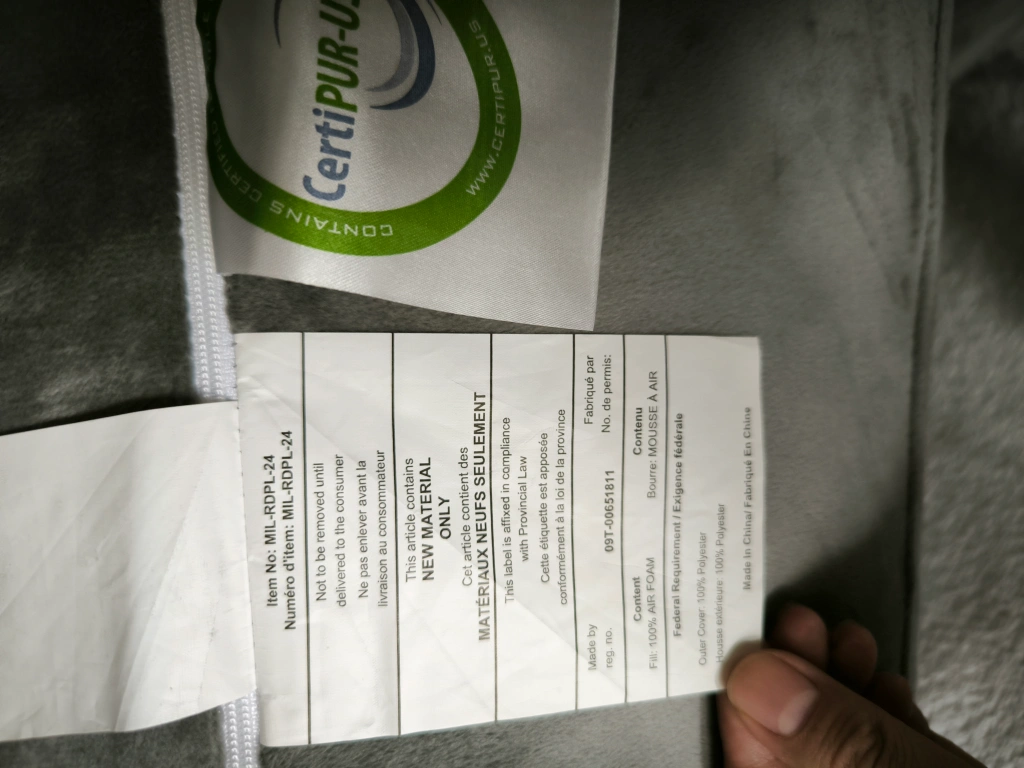 CONTAINS CERTIFIED
CertiPUR-US
WWW.CERTIPUR.US
Item No: MIL-RDPL-24
Numéro d'item: MIL-RDPL-24
Not to be removed until
delivered to the consumer
Ne pas enlever avant la
livraison au consommateur
This article contains
NEW MATERIAL
ONLY
Cet article contient des
MATÉRIAUX NEUFS SEULEMENT
This label is affixed in compliance
with Provincial Law
Cette étiquette est apposée
conformément à la loi de la province
Made by Fabriqué par
reg. no. 09T-00651811 No. de permis:
Content Contenu
Fill: 100% AIR FOAM Bourre: MOUSSE À AIR
Federal Requirement / Exigence fédérale
Outer Cover: 100% Polyester
Housse extérieure: 100% Polyester
Made In China/ Fabriqué En Chine